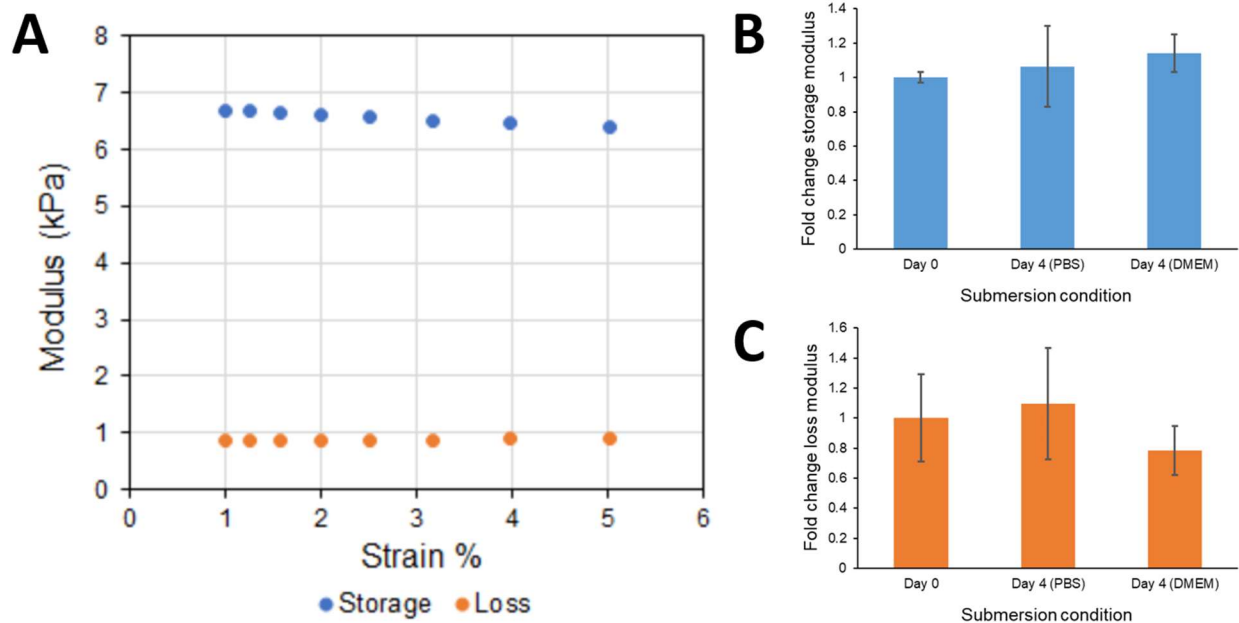 A
8
7
6
5
4
3
2
1
0
Modulus (kPa)
0 1 2 3 4 5 6
Strain %
Storage Loss
B
1.4
1.2
1
0.8
0.6
0.4
0.2
0
Fold change storage modulus
Day 0 Day 4 (PBS) Day 4 (DMEM)
Submersion condition
C
1.6
1.4
1.2
1
0.8
0.6
0.4
0.2
0
Fold change loss modulus
Day 0 Day 4 (PBS) Day 4 (DMEM)
Submersion condition